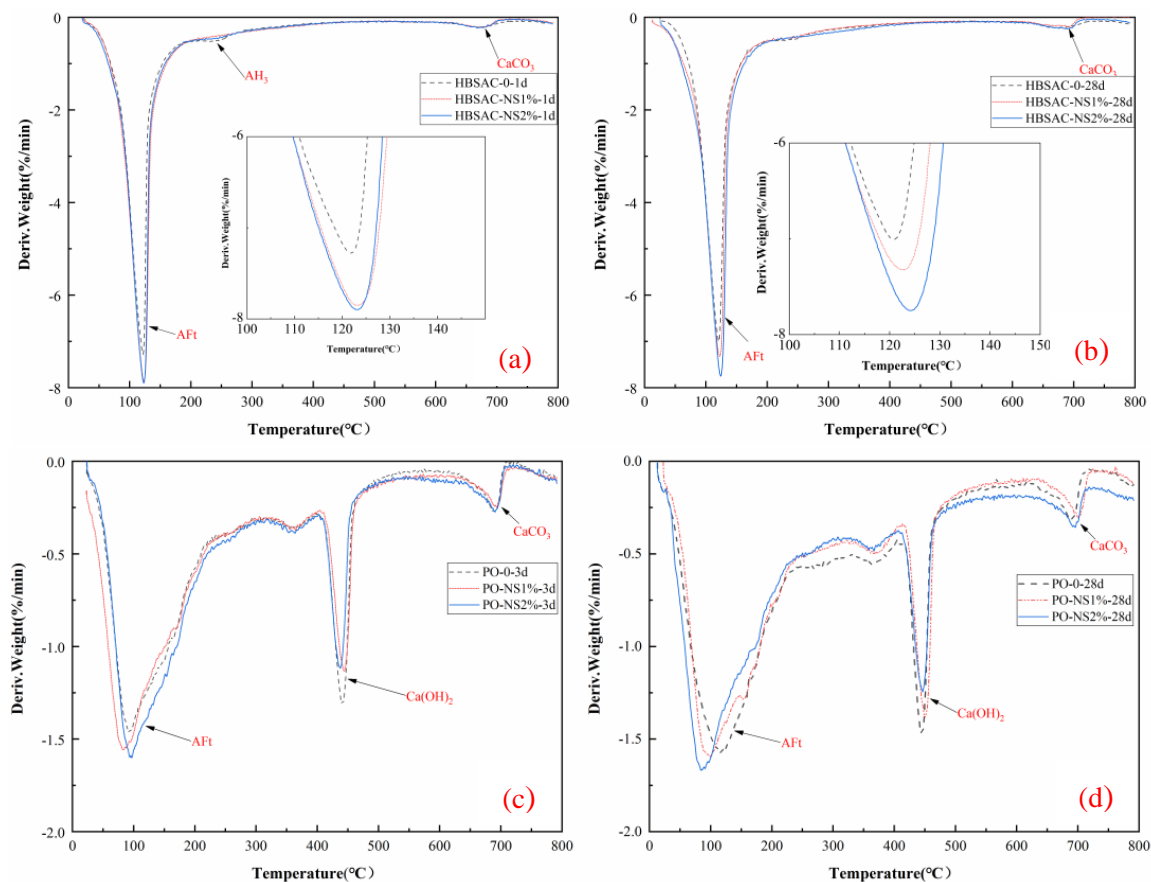 0
-2
-4
-6
-8
Deriv.Weight(%/min)
0 100 200 300 400 500 600 700 800
Temperature(℃)
AH3
CaCO3
HBSAC-0-1d
HBSAC-NS1%-1d
HBSAC-NS2%-1d
-6
-8
Deriv.Weight(%/min)
100 110 120 130 140
Temperature(℃)
AFt
(a)
0
-2
-4
-6
-8
Deriv.Weight(%/min)
0 100 200 300 400 500 600 700 800
Temperature(℃)
CaCO3
HBSAC-0-28d
HBSAC-NS1%-28d
HBSAC-NS2%-28d
-6
-8
Deriv.Weight(%/min)
100 110 120 130 140 150
Temperature(℃)
AFt
(b)
0.0
-0.5
-1.0
-1.5
-2.0
Deriv.Weight(%/min)
0 100 200 300 400 500 600 700 800
Temperature(℃)
CaCO3
PO-0-3d
PO-NS1%-3d
PO-NS2%-3d
Ca(OH)2
AFt
(c)
0.0
-0.5
-1.0
-1.5
-2.0
Deriv.Weight(%/min)
0 100 200 300 400 500 600 700 800
Temperature(℃)
CaCO3
PO-0-28d
PO-NS1%-28d
PO-NS2%-28d
Ca(OH)2
AFt
(d)